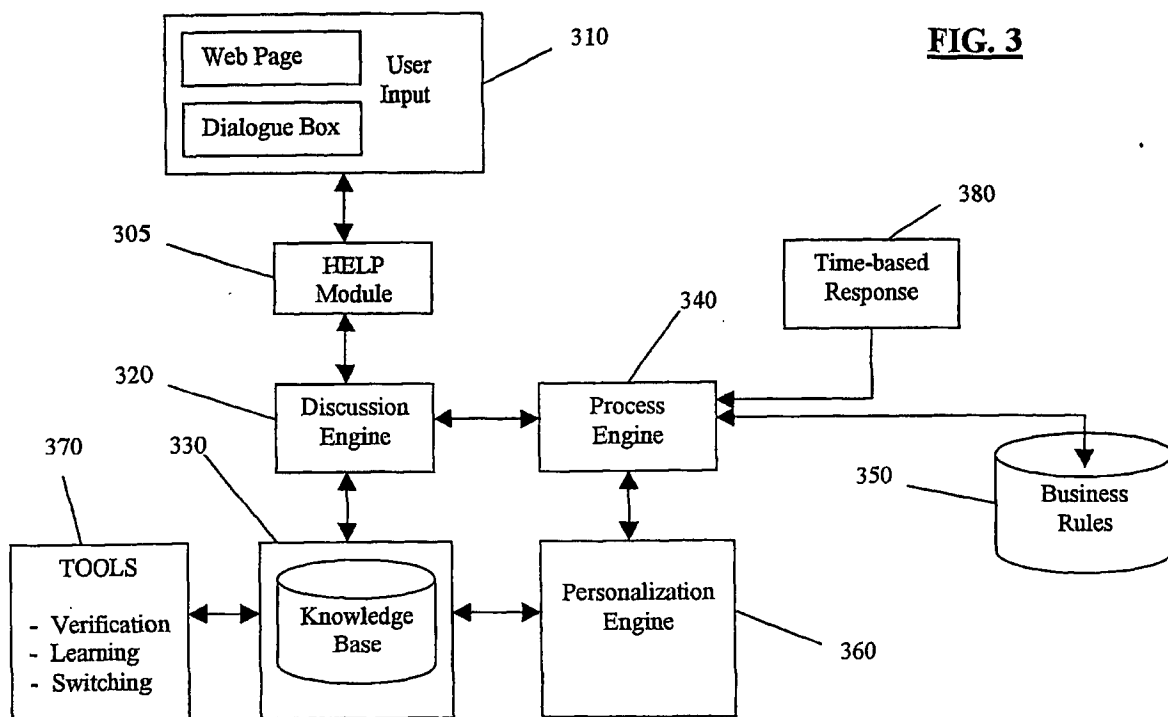 FIG. 3
310
Web Page
User
Input
Dialogue Box
305
HELP
Module
380
Time-based
Response
340
320
Discussion
Engine
Process
Engine
370
330
350
Business
Rules
TOOLS
- Verification
- Learning
- Switching
Knowledge
Base
Personalization
Engine
360